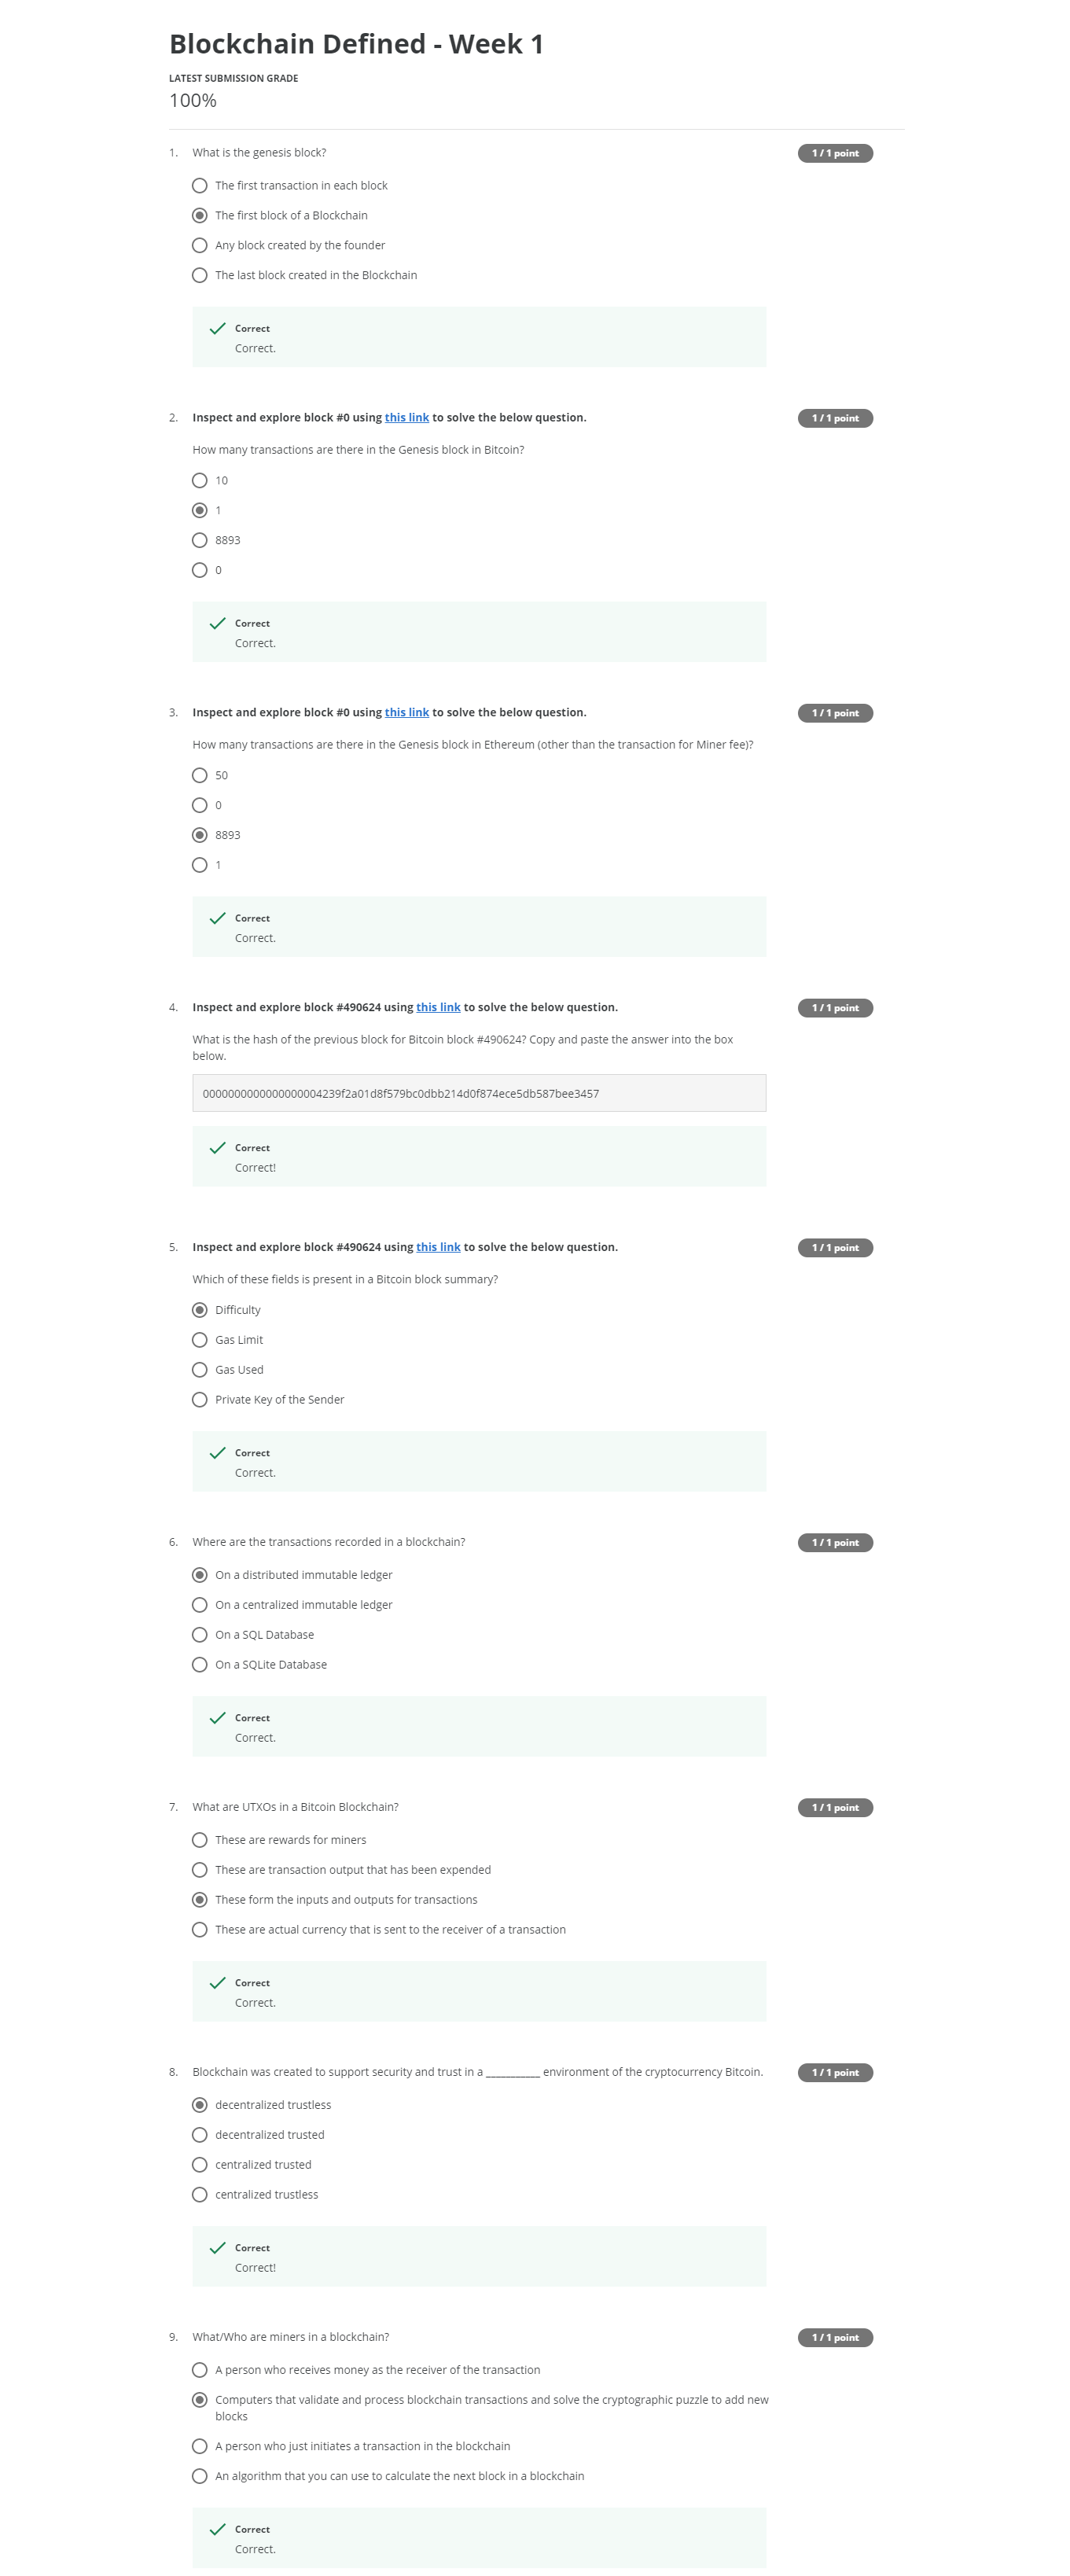 Blockchain Defined - Week 1
LATEST SUBMISSION GRADE
100%
1. What is the genesis block? 1 / 1 point
The first transaction in each block
The first block of a Blockchain
Any block created by the founder
The last block created in the Blockchain
Correct
Correct.
2. Inspect and explore block #0 using this link to solve the below question. 1 / 1 point
How many transactions are there in the Genesis block in Bitcoin?
10
1
8893
0
Correct
Correct.
3. Inspect and explore block #0 using this link to solve the below question. 1 / 1 point
How many transactions are there in the Genesis block in Ethereum (other than the transaction for Miner fee)?
50
0
8893
1
Correct
Correct.
4. Inspect and explore block #490624 using this link to solve the below question. 1 / 1 point
What is the hash of the previous block for Bitcoin block #490624? Copy and paste the answer into the box
below.
0000000000000000004239f2a01d8f579bc0dbb214d0f874ece5db587bee3457
Correct
Correct!
5. Inspect and explore block #490624 using this link to solve the below question. 1 / 1 point
Which of these fields is present in a Bitcoin block summary?
Difficulty
Gas Limit
Gas Used
Private Key of the Sender
Correct
Correct.
6. Where are the transactions recorded in a blockchain? 1 / 1 point
On a distributed immutable ledger
On a centralized immutable ledger
On a SQL Database
On a SQLite Database
Correct
Correct.
7. What are UTXOs in a Bitcoin Blockchain? 1 / 1 point
These are rewards for miners
These are transaction output that has been expended
These form the inputs and outputs for transactions
These are actual currency that is sent to the receiver of a transaction
Correct
Correct.
8. Blockchain was created to support security and trust in a ___________ environment of the cryptocurrency Bitcoin. 1 / 1 point
decentralized trustless
decentralized trusted
centralized trusted
centralized trustless
Correct
Correct!
9. What/Who are miners in a blockchain? 1 / 1 point
A person who receives money as the receiver of the transaction
Computers that validate and process blockchain transactions and solve the cryptographic puzzle to add new
blocks
A person who just initiates a transaction in the blockchain
An algorithm that you can use to calculate the next block in a blockchain
Correct
Correct.